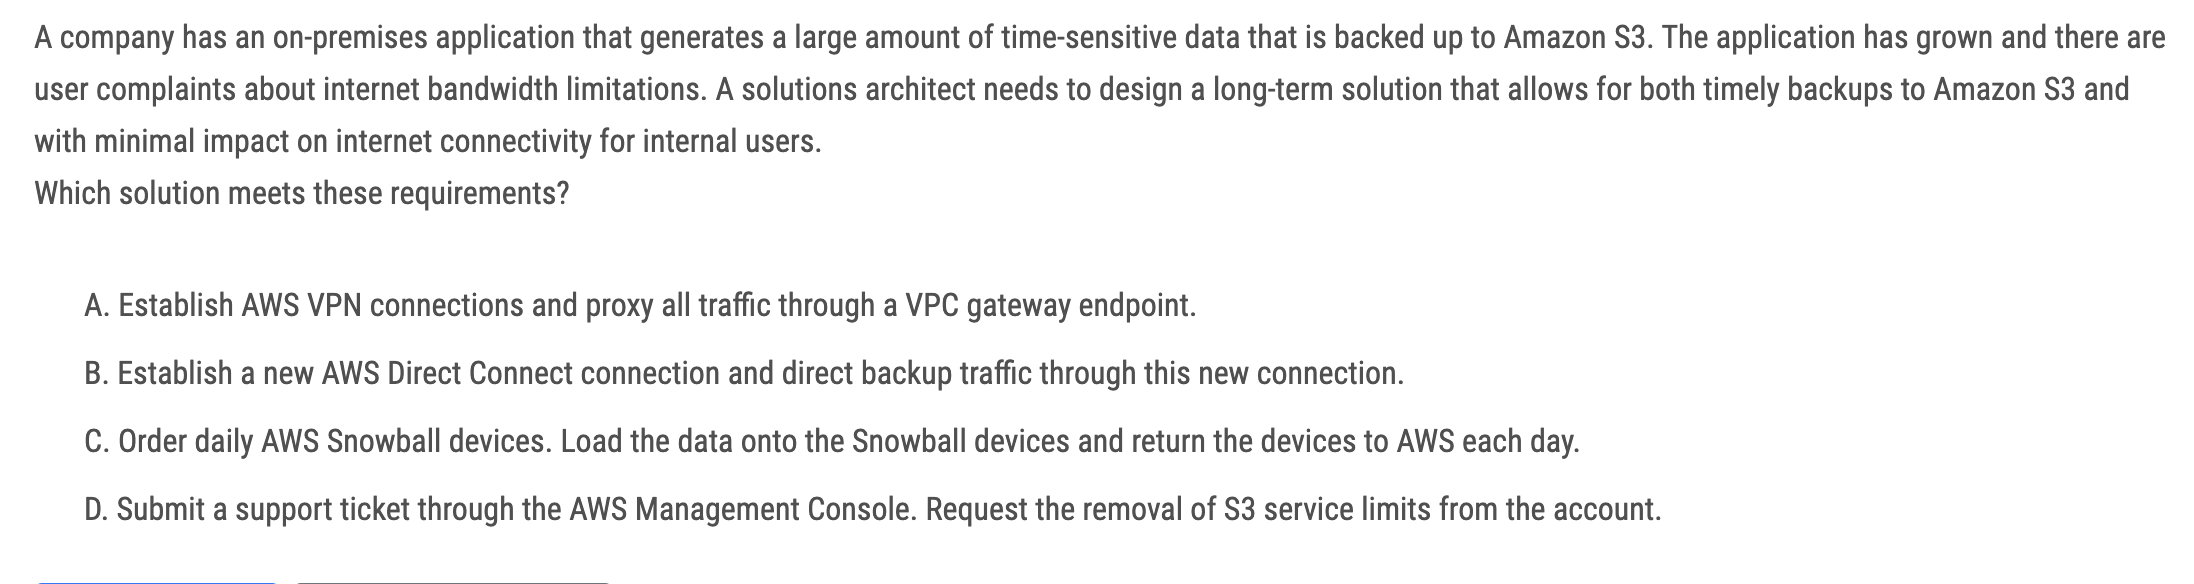 A company has an on-premises application that generates a large amount of time-sensitive data that is backed up to Amazon S3. The application has grown and there are
user complaints about internet bandwidth limitations. A solutions architect needs to design a long-term solution that allows for both timely backups to Amazon S3 and
with minimal impact on internet connectivity for internal users.
Which solution meets these requirements?
A. Establish AWS VPN connections and proxy all traffic through a VPC gateway endpoint.
B. Establish a new AWS Direct Connect connection and direct backup traffic through this new connection.
C. Order daily AWS Snowball devices. Load the data onto the Snowball devices and return the devices to AWS each day.
D. Submit a support ticket through the AWS Management Console. Request the removal of S3 service limits from the account.